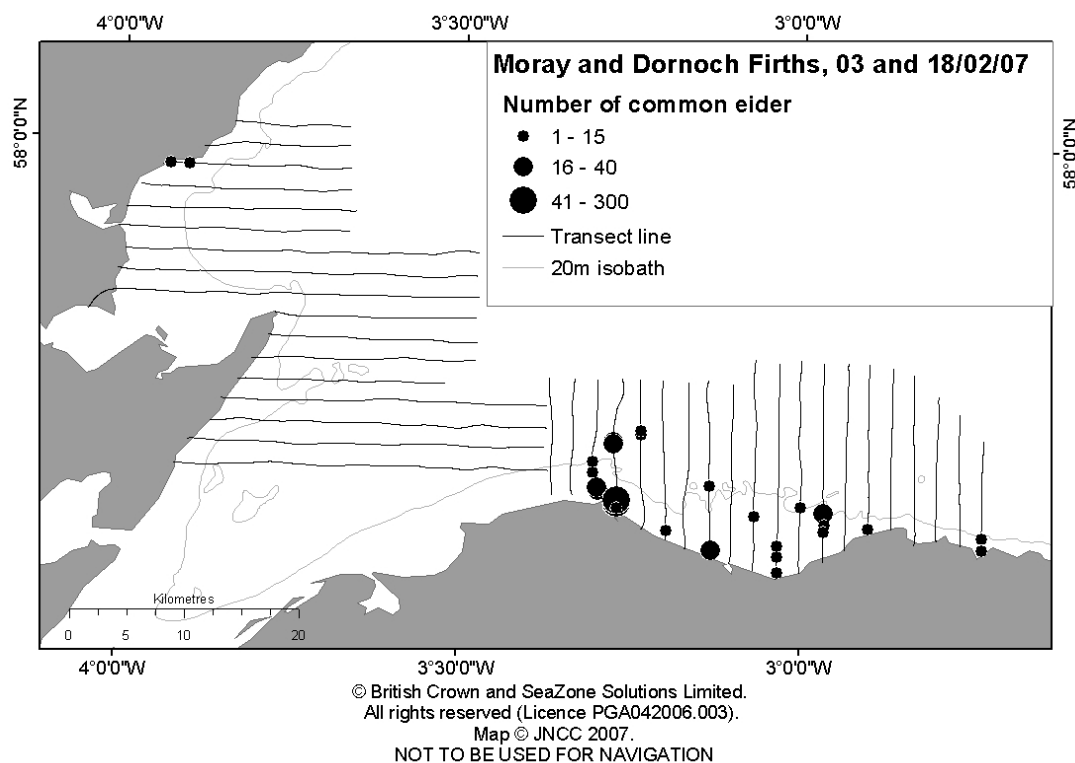 4°0'0"W 3°30'0"W 3°0'0"W
Moray and Dornoch Firths, 03 and 18/02/07
Number of common eider
1 - 15
16 - 40
41 - 300
Transect line
20m isobath
58°0'0"N
58°0'0"N
Kilometres
0 5 10 20
4°0'0"W 3°30'0"W 3°0'0"W
© British Crown and SeaZone Solutions Limited.
All rights reserved (Licence PGA042006.003).
Map © JNCC 2007.
NOT TO BE USED FOR NAVIGATION